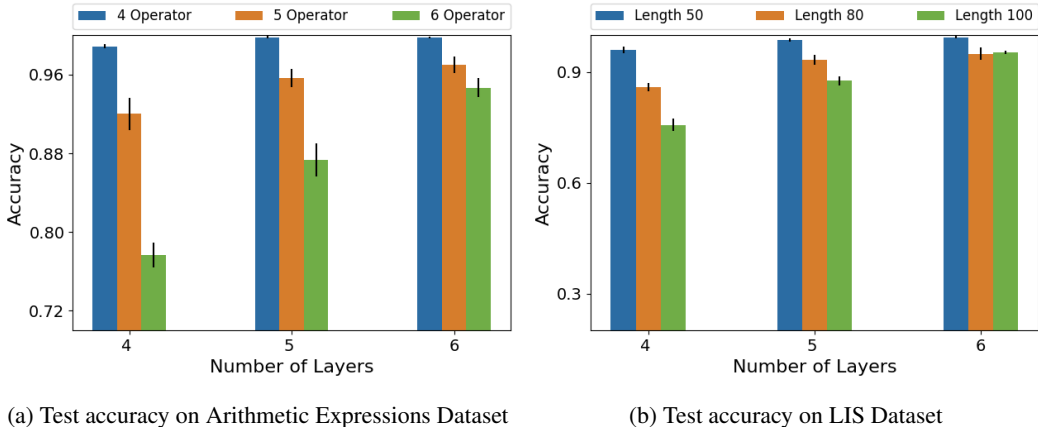 4 Operator 5 Operator 6 Operator
0.96
0.88
0.80
0.72
Accuracy
4 5 6
Number of Layers
(a) Test accuracy on Arithmetic Expressions Dataset
Length 50 Length 80 Length 100
0.9
0.6
0.3
Accuracy
4 5 6
Number of Layers
(b) Test accuracy on LIS Dataset